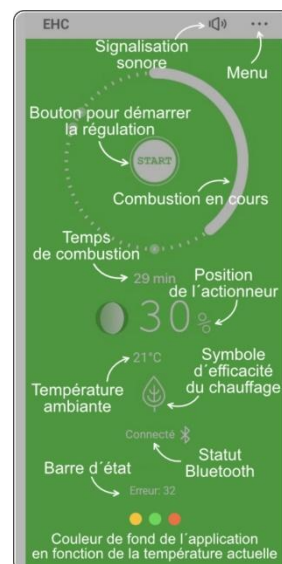 EHC
Signalisation
sonore
Menu
Bouton pour démarrer
la régulation
START
Combustion en cours
Temps
de combustion
29 min
Position
de l´actionneur
30 %
21°C
Symbole
d´efficacité
du chauffage
Température
ambiante
Connecté
Statut
Bluetooth
Barre d´état
Erreur: 32
Couleur de fond de l´application
en fonction de la température actuelle